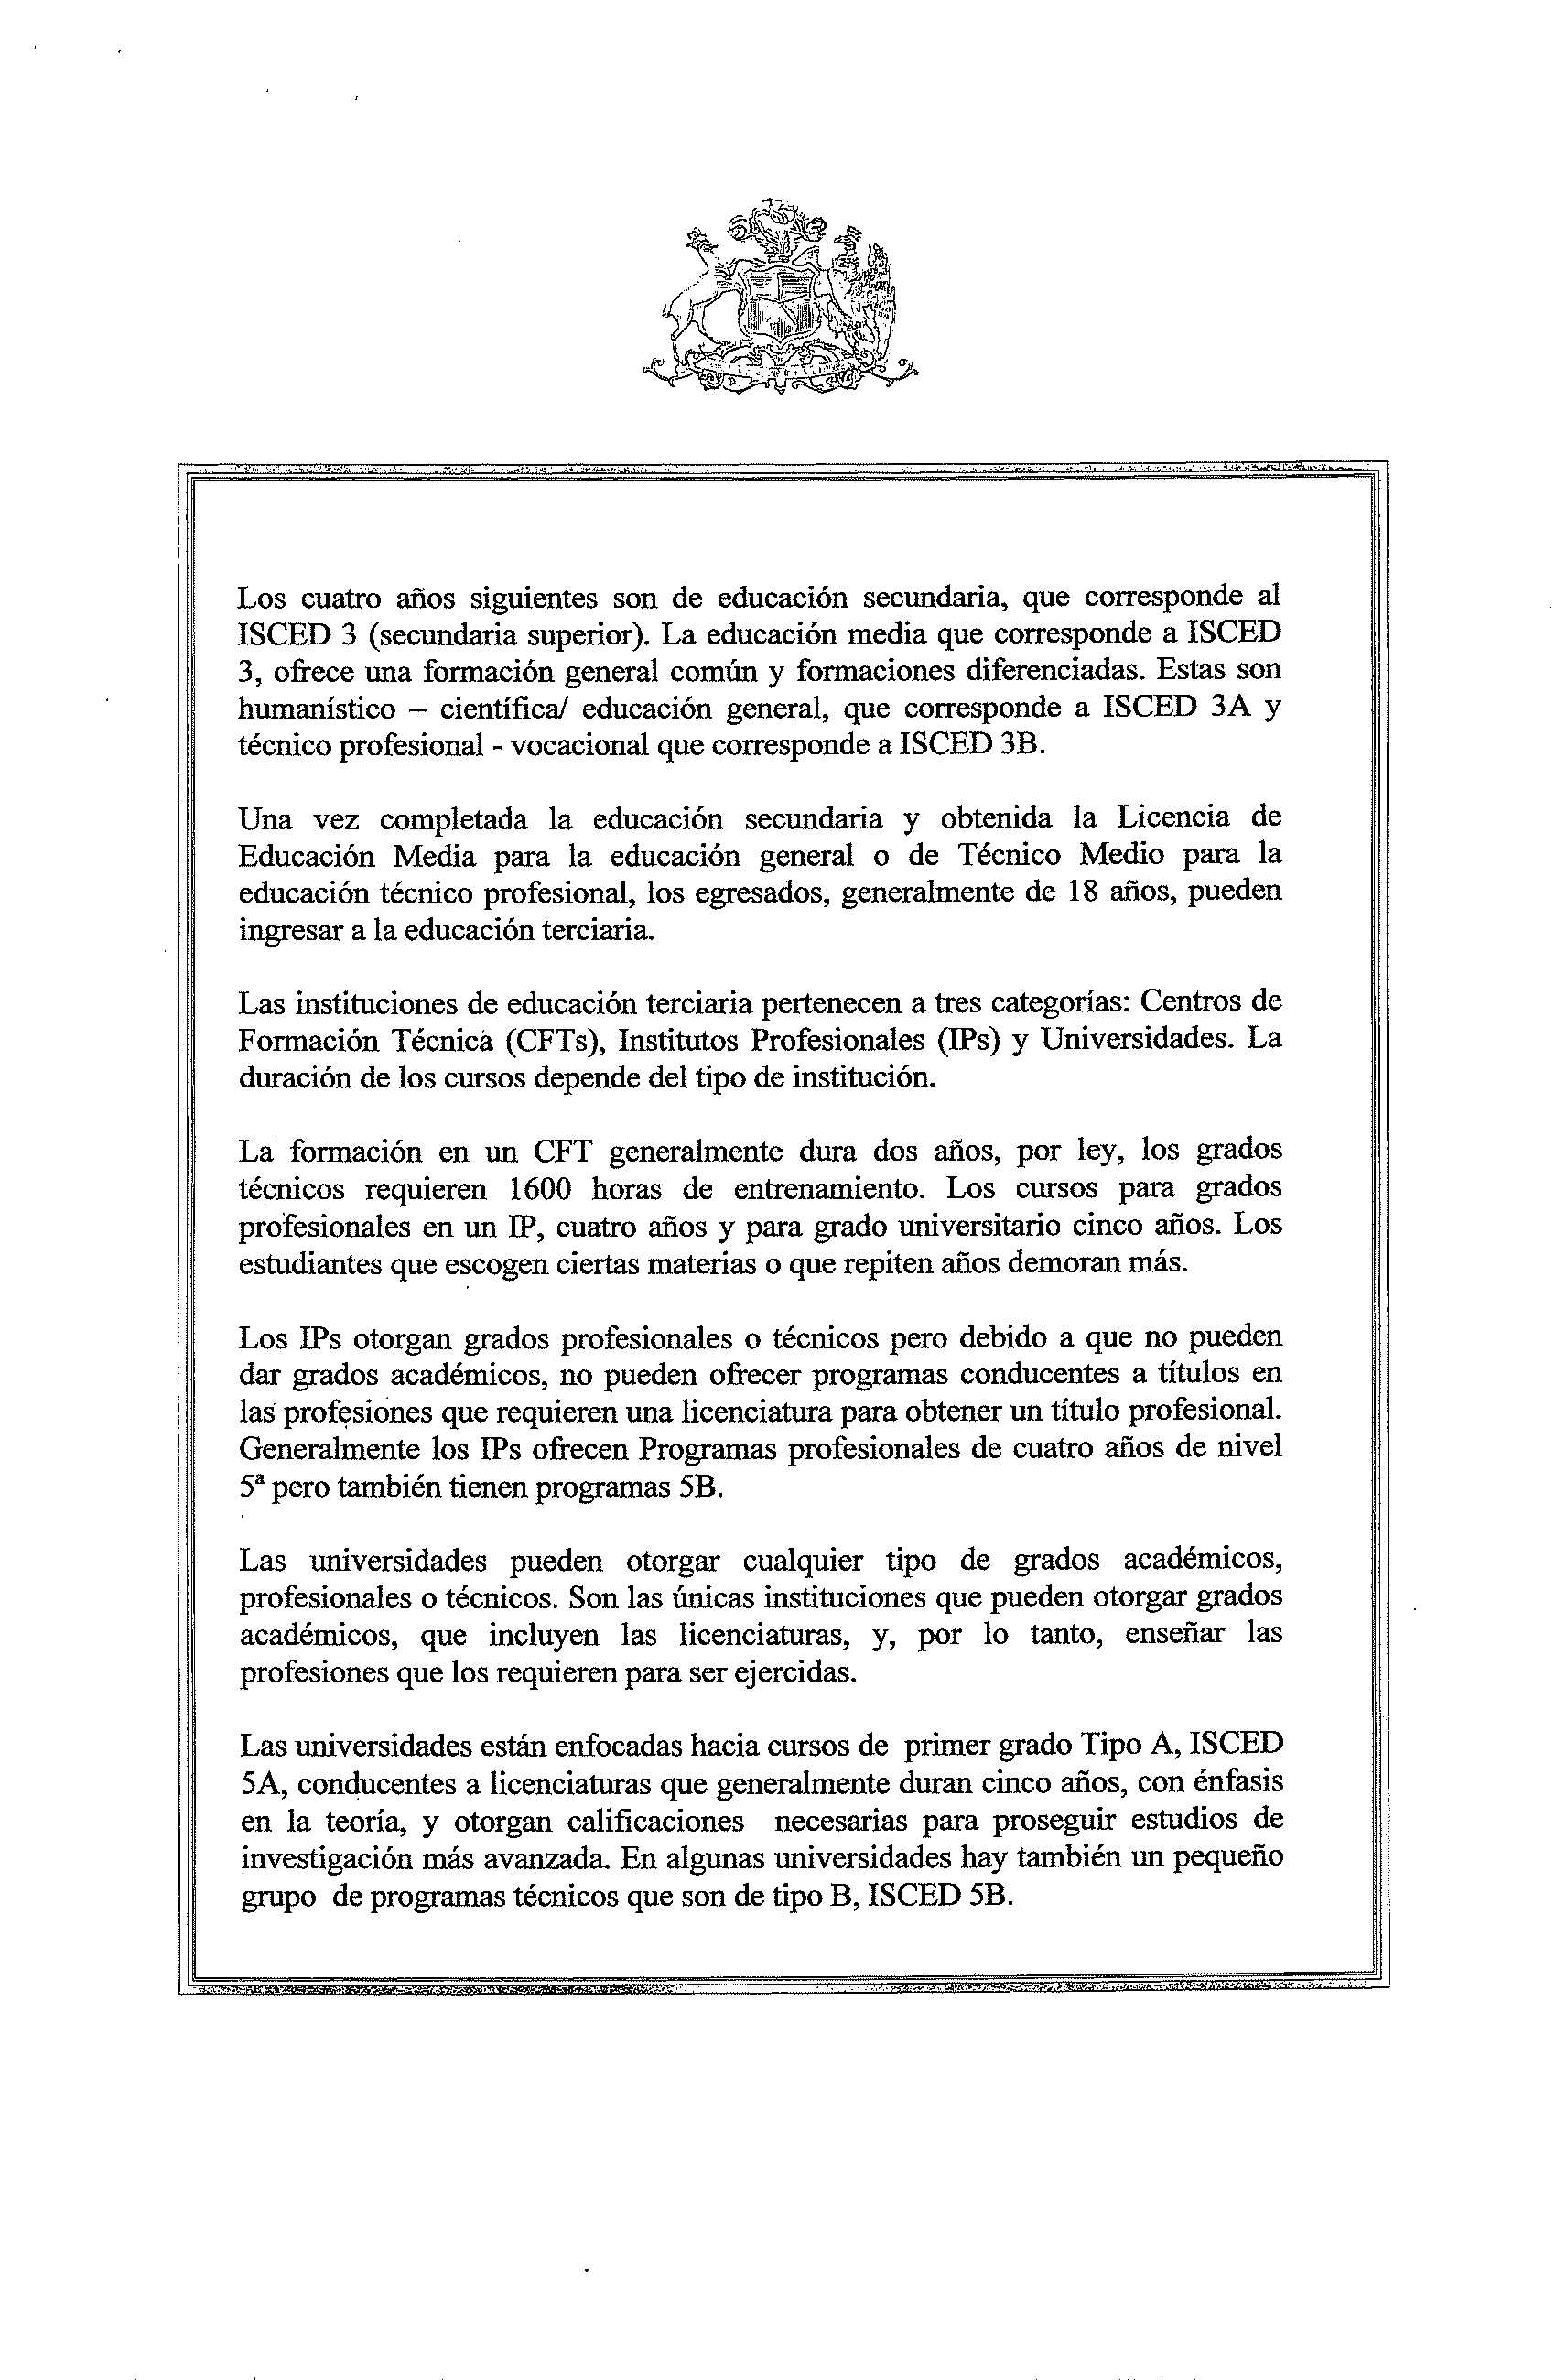 Los cuatro años siguientes son de educación secundaria, que corresponde al
ISCED 3 (secundaria superior). La educación media que corresponde a ISCED
3, ofrece una formación general común y formaciones diferenciadas. Estas son
humanístico – científica/ educación general, que corresponde a ISCED 3A y
técnico profesional - vocacional que corresponde a ISCED 3B.
Una vez completada la educación secundaria y obtenida la Licencia de
Educación Media para la educación general o de Técnico Medio para la
educación técnico profesional, los egresados, generalmente de 18 años, pueden
ingresar a la educación terciaria.
Las instituciones de educación terciaria pertenecen a tres categorías: Centros de
Formación Técnica (CFTs), Institutos Profesionales (IPs) y Universidades. La
duración de los cursos depende del tipo de institución.
La formación en un CFT generalmente dura dos años, por ley, los grados
técnicos requieren 1600 horas de entrenamiento. Los cursos para grados
profesionales en un IP, cuatro años y para grado universitario cinco años. Los
estudiantes que escogen ciertas materias o que repiten años demoran más.
Los IPs otorgan grados profesionales o técnicos pero debido a que no pueden
dar grados académicos, no pueden ofrecer programas conducentes a títulos en
las profesiones que requieren una licenciatura para obtener un título profesional.
Generalmente los IPs ofrecen Programas profesionales de cuatro años de nivel
5ª pero también tienen programas 5B.
Las universidades pueden otorgar cualquier tipo de grados académicos,
profesionales o técnicos. Son las únicas instituciones que pueden otorgar grados
académicos, que incluyen las licenciaturas, y, por lo tanto, enseñar las
profesiones que los requieren para ser ejercidas.
Las universidades están enfocadas hacia cursos de primer grado Tipo A, ISCED
5A, conducentes a licenciaturas que generalmente duran cinco años, con énfasis
en la teoría, y otorgan calificaciones necesarias para proseguir estudios de
investigación más avanzada. En algunas universidades hay también un pequeño
grupo de programas técnicos que son de tipo B, ISCED 5B.